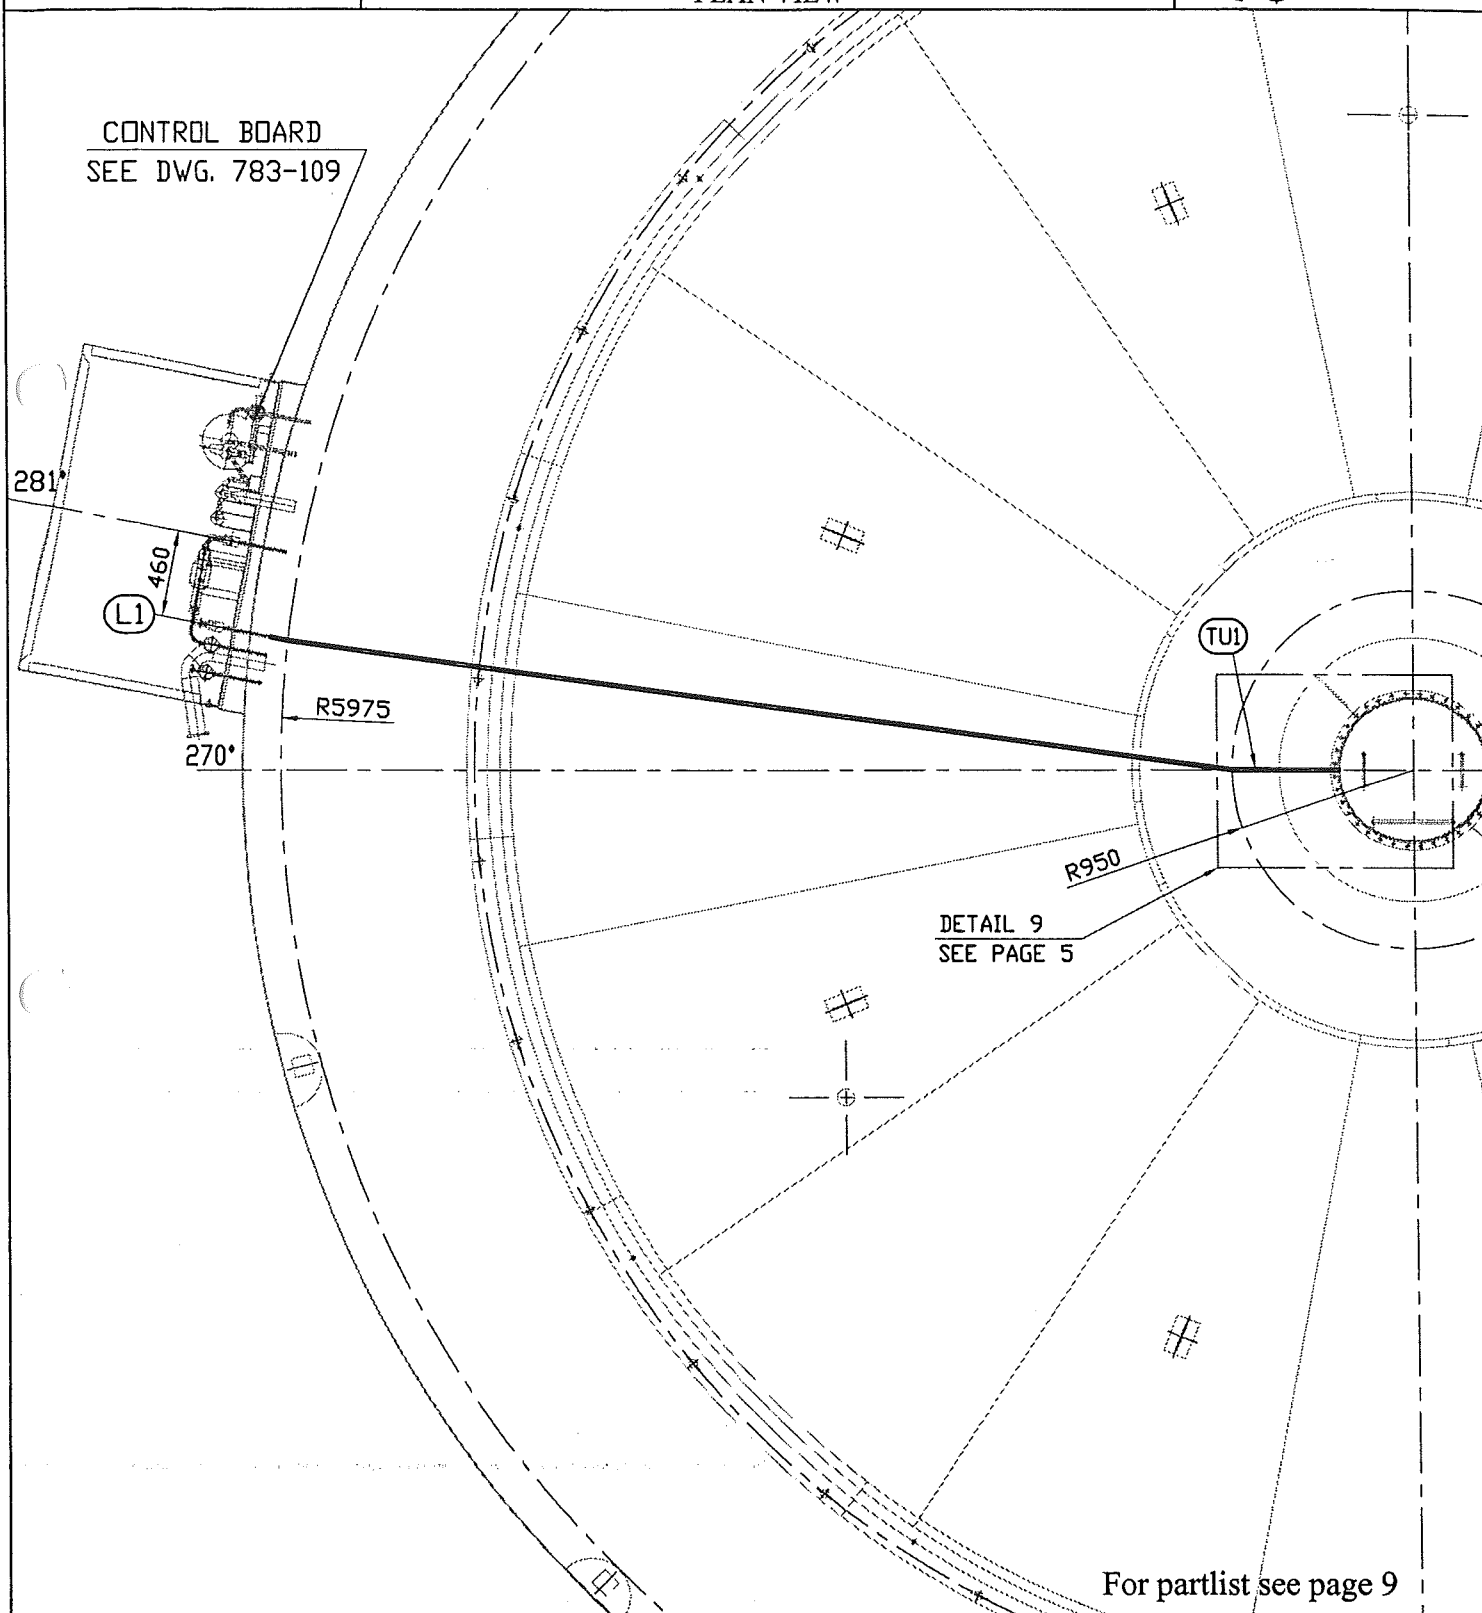 PLAN VIEW
CONTROL BOARD
SEE DWG. 783-109
281°
460
L1
TU1
R5975
270°
R950
DETAIL 9
SEE PAGE 5
For partlist see page 9